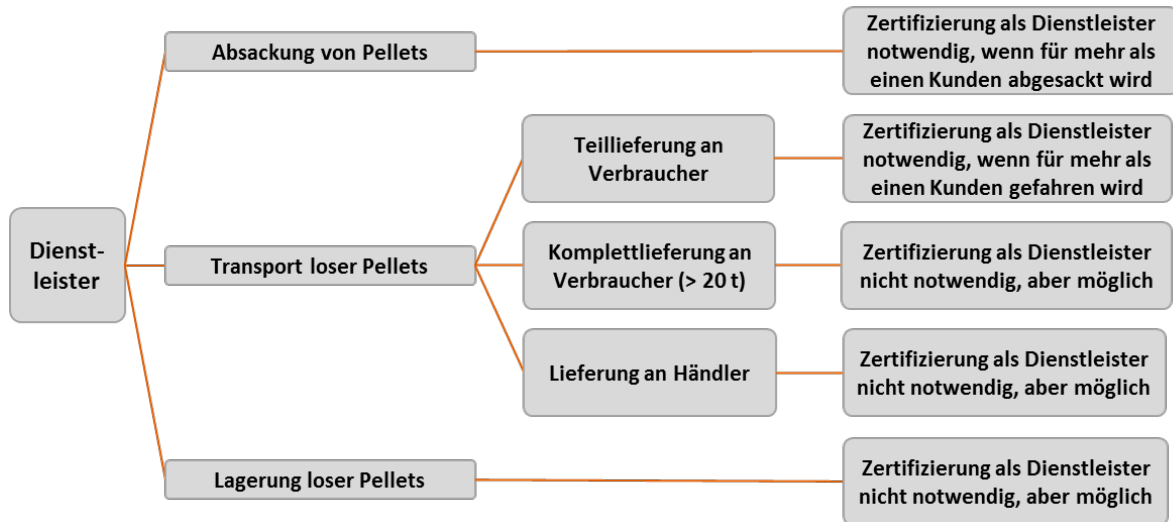 Absackung von Pellets
Zertifizierung als Dienstleister
notwendig, wenn für mehr als
einen Kunden abgesackt wird
Dienst-
leister
Transport loser Pellets
Teillieferung an
Verbraucher
Zertifizierung als Dienstleister
notwendig, wenn für mehr als
einen Kunden gefahren wird
Komplettlieferung an
Verbraucher (> 20 t)
Zertifizierung als Dienstleister
nicht notwendig, aber möglich
Lieferung an Händler
Zertifizierung als Dienstleister
nicht notwendig, aber möglich
Lagerung loser Pellets
Zertifizierung als Dienstleister
nicht notwendig, aber möglich